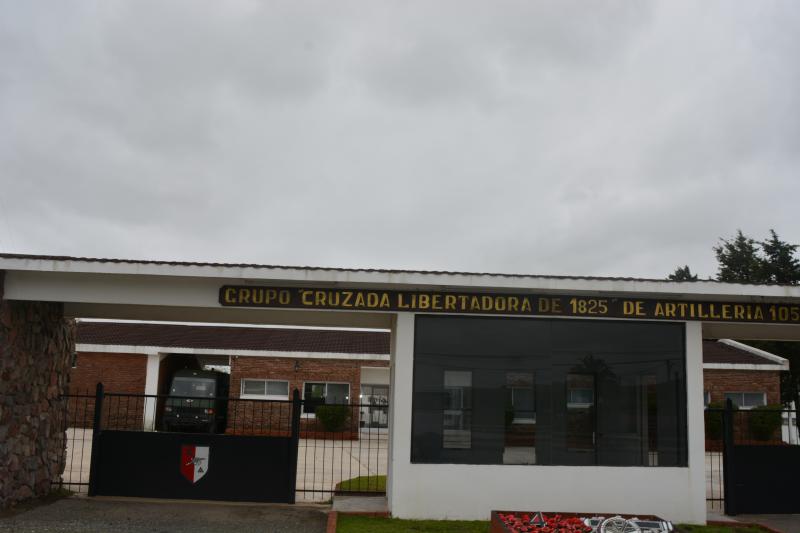 GRUPO "CRUZADA LIBERTADORA DE 1825" DE ARTILLERIA 105